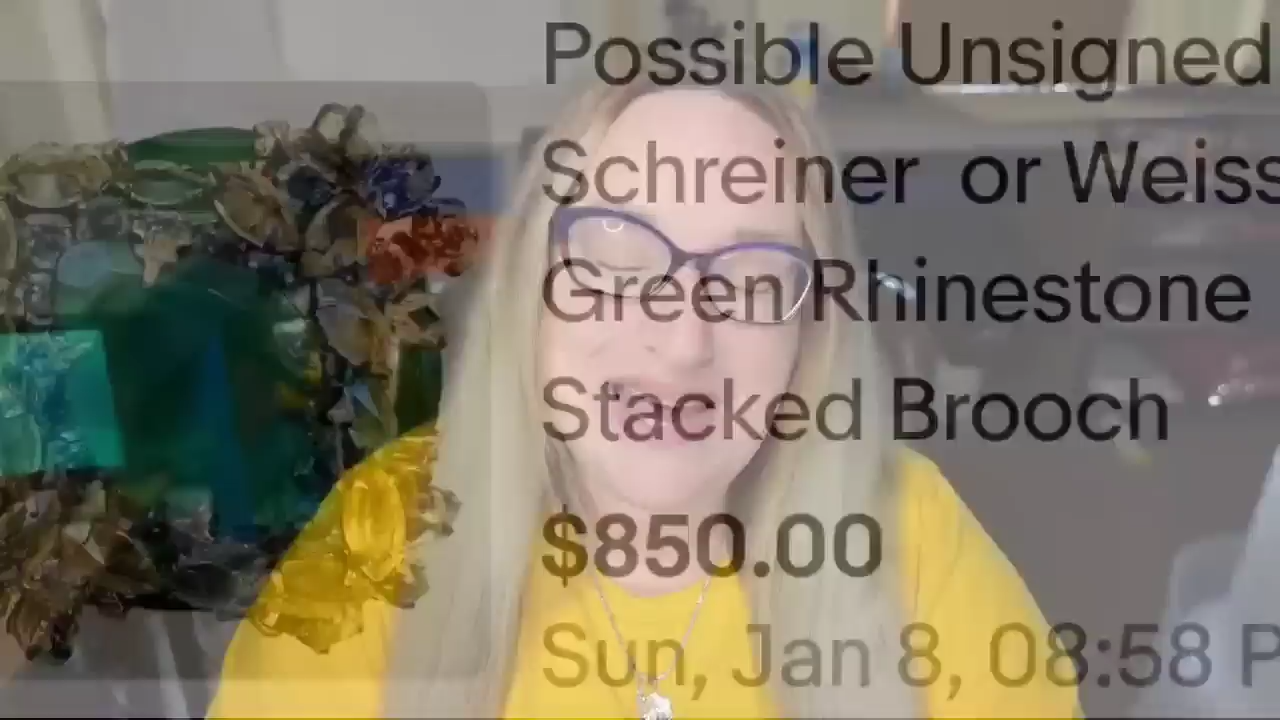 Possible Unsigned
Schreiner or Weiss
Green Rhinestone
Stacked Brooch
$850.00
Sun, Jan 8, 08:58 P